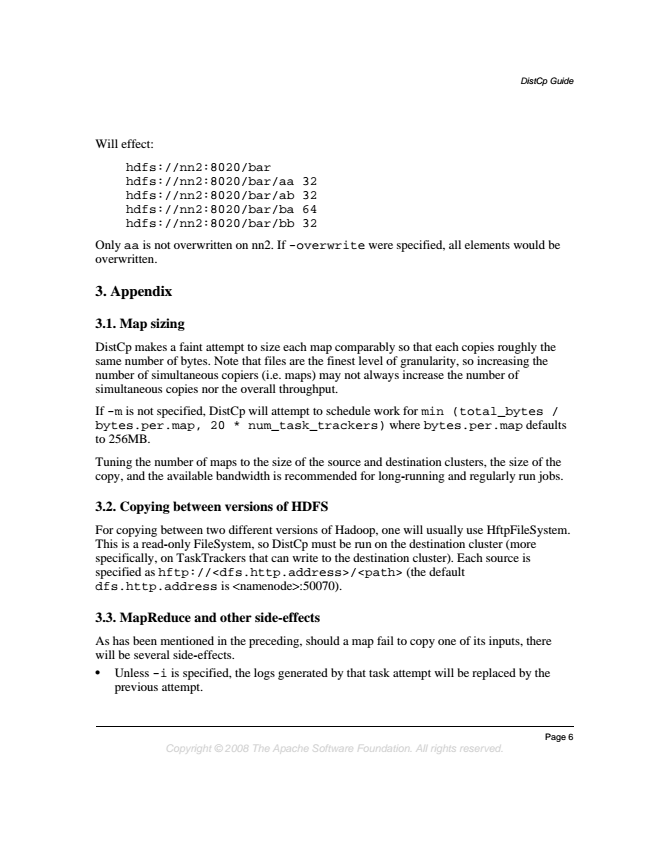 DistCp Guide
Will effect:
hdfs://nn2:8020/bar
hdfs://nn2:8020/bar/aa 32
hdfs://nn2:8020/bar/ab 32
hdfs://nn2:8020/bar/ba 64
hdfs://nn2:8020/bar/bb 32
Only aa is not overwritten on nn2. If -overwrite were specified, all elements would be
overwritten.
3. Appendix
3.1. Map sizing
DistCp makes a faint attempt to size each map comparably so that each copies roughly the
same number of bytes. Note that files are the finest level of granularity, so increasing the
number of simultaneous copiers (i.e. maps) may not always increase the number of
simultaneous copies nor the overall throughput.
If -m is not specified, DistCp will attempt to schedule work for min (total_bytes /
bytes.per.map, 20 * num_task_trackers) where bytes.per.map defaults
to 256MB.
Tuning the number of maps to the size of the source and destination clusters, the size of the
copy, and the available bandwidth is recommended for long-running and regularly run jobs.
3.2. Copying between versions of HDFS
For copying between two different versions of Hadoop, one will usually use HftpFileSystem.
This is a read-only FileSystem, so DistCp must be run on the destination cluster (more
specifically, on TaskTrackers that can write to the destination cluster). Each source is
specified as hftp://<dfs.http.address>/<path> (the default
dfs.http.address is <namenode>:50070).
3.3. MapReduce and other side-effects
As has been mentioned in the preceding, should a map fail to copy one of its inputs, there
will be several side-effects.
• Unless -i is specified, the logs generated by that task attempt will be replaced by the
previous attempt.
Page 6
Copyright © 2008 The Apache Software Foundation. All rights reserved.